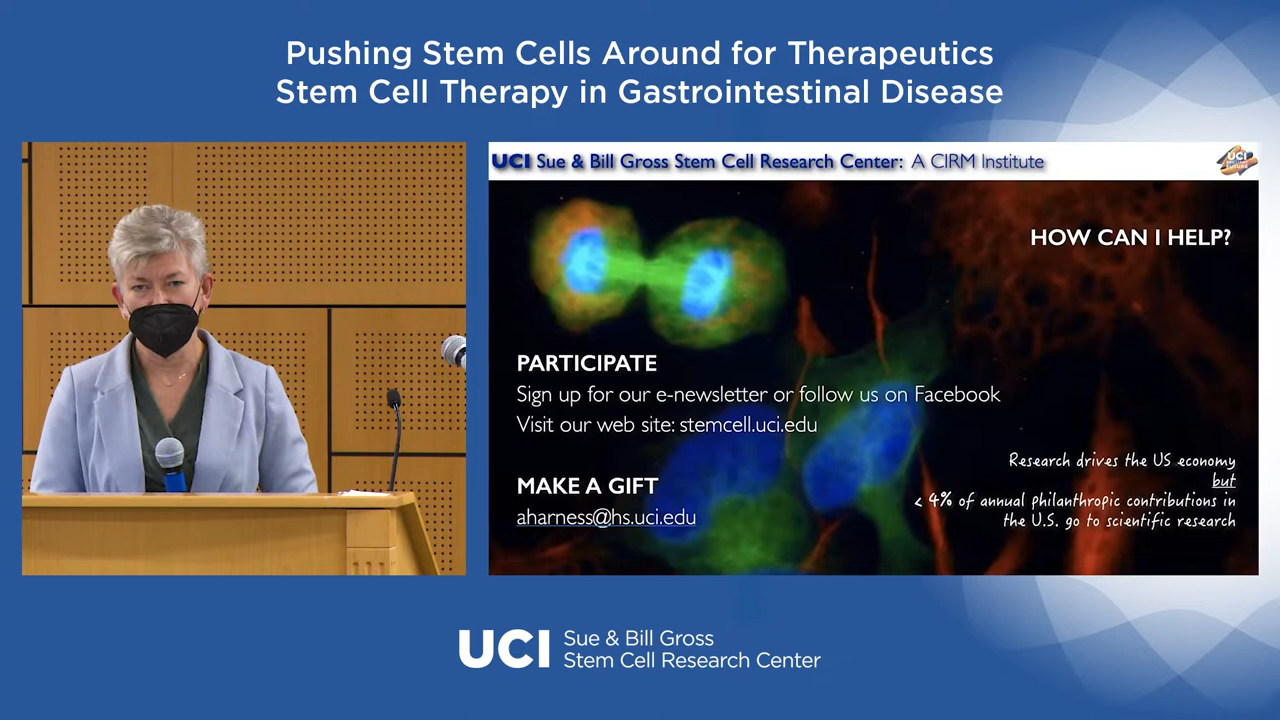 Pushing Stem Cells Around for Therapeutics
Stem Cell Therapy in Gastrointestinal Disease
UCI Sue & Bill Gross Stem Cell Research Center: A CIRM Institute
UCI
BRILLIANT
FUTURE
HOW CAN I HELP?
PARTICIPATE
Sign up for our e-newsletter or follow us on Facebook
Visit our web site: stemcell.uci.edu
MAKE A GIFT
aharness@hs.uci.edu
Research drives the US economy
but
< 4% of annual philanthropic contributions in
the U.S. go to scientific research
UCI Sue & Bill Gross
Stem Cell Research Center